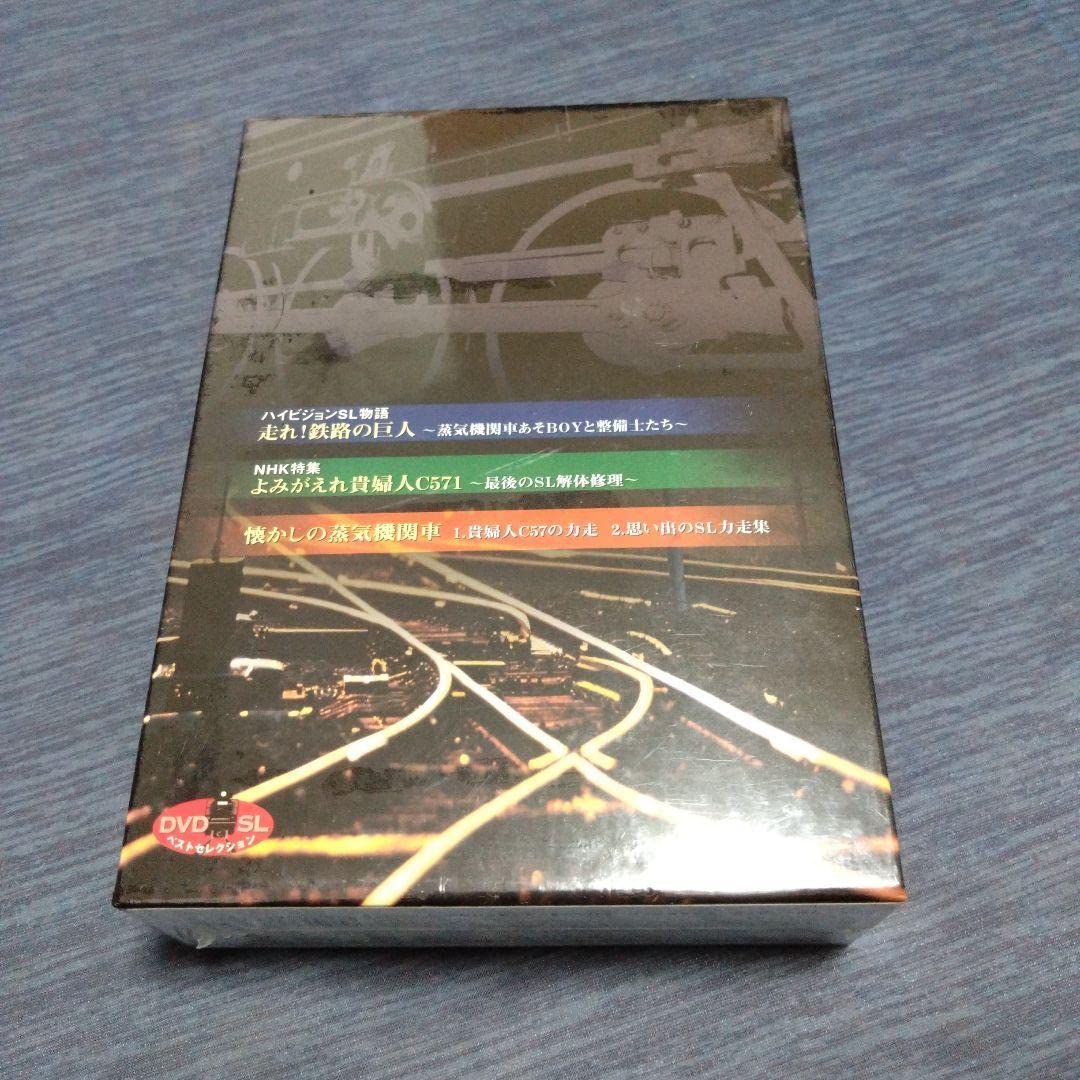 ハイビジョンSL物語
走れ!鉄路の巨人 ～蒸気機関車あそBOYと整備士たち～
NHK特集
よみがえれ貴婦人C571 ～最後のSL解体修理～
懐かしの蒸気機関車 1.貴婦人C57の力走 2.思い出のSL力走集
DVD SL
ベストセレクション